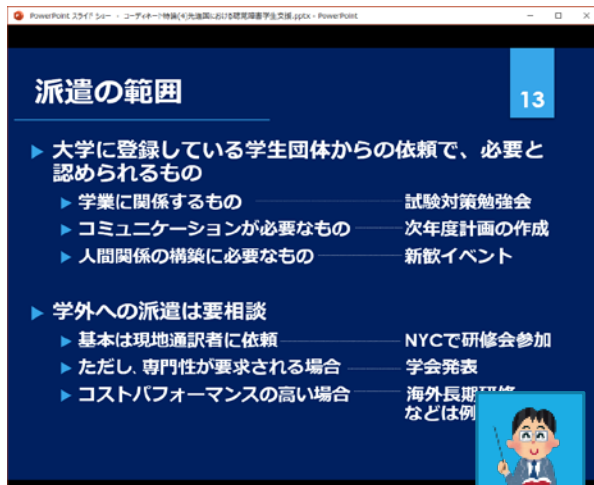 PowerPoint スライド ショー - コーディネーター特論(4)先進国における聴覚障害学生支援.pptx - PowerPoint
派遣の範囲
13
大学に登録している学生団体からの依頼で、必要と
認められるもの
学業に関係するもの 試験対策勉強会
コミュニケーションが必要なもの 次年度計画の作成
人間関係の構築に必要なもの 新歓イベント
学外への派遣は要相談
基本は現地通訳者に依頼 NYCで研修会参加
ただし、専門性が要求される場合 学会発表
コストパフォーマンスの高い場合 海外長期研修
などは例